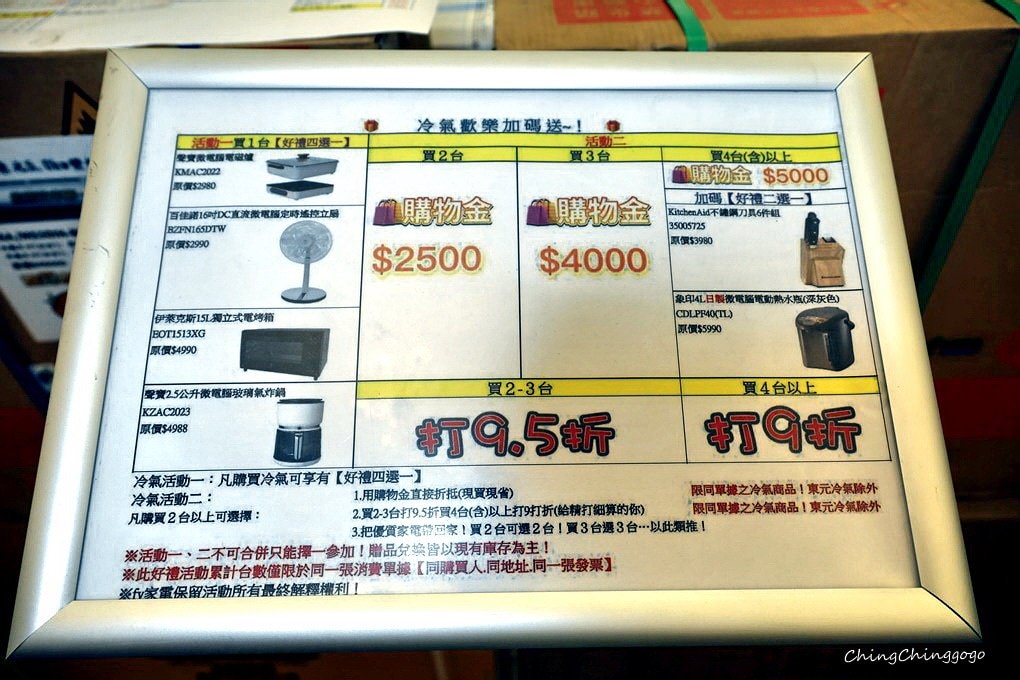 冷氣歡樂加碼送~!
活動一買1台【好禮四選一】
聲寶微電腦電磁爐
KMAC2022
原價$2980
百佳諾16吋DC直流微電腦定時遙控立扇
BZFN165DTW
原價$2990
伊萊克斯15L獨立式電烤箱
EOT1513XG
原價$4990
聲寶2.5公升微電腦玻璃氣炸鍋
KZAC2023
原價$4988
活動二
買2台
購物金
$2500
買3台
購物金
$4000
買4台(含)以上
購物金 $5000
加碼【好禮二選一】
KitchenAid不鏽鋼刀具6件組
35005725
原價$3980
象印4L日製微電腦電動熱水瓶(深灰色)
CDLPF40(TL)
原價$5990
買2-3台
打9.5折
買4台以上
打9折
冷氣活動一：凡購買冷氣可享有【好禮四選一】
冷氣活動二：
凡購買2台以上可選擇：
1.用購物金直接折抵(現買現省)
2.買2-3台打9.5折買4台(含)以上打9打折(給精打細算的你)
3.把優質家電帶回家！買2台可選2台！買3台選3台…以此類推！
限同單據之冷氣商品！東元冷氣除外
限同單據之冷氣商品！東元冷氣除外
※活動一、二不可合併只能擇一參加！贈品兌換皆以現有庫存為主！
※此好禮活動累計台數僅限於同一張消費單據【同購買人.同地址.同一張發票】
※fy家電保留活動所有最終解釋權利！
ChingChinggogo